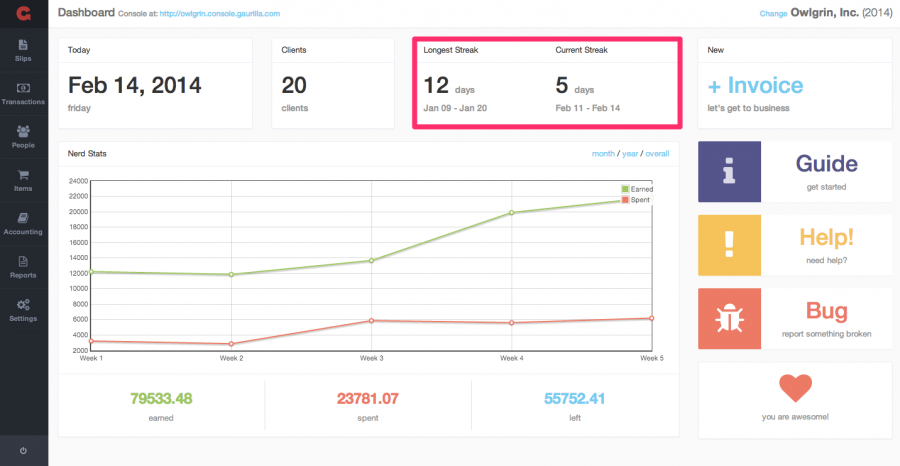 Dashboard Console at: http://owlgrin.console.gaurilla.com
Change Owlgrin, Inc. (2014)
Slips
Transactions
People
Items
Accounting
Reports
Settings
Today
Feb 14, 2014
friday
Clients
20
clients
Longest Streak
12 days
Jan 09 - Jan 20
Current Streak
5 days
Feb 11 - Feb 14
New
+ Invoice
let's get to business
Nerd Stats
month / year / overall
24000
22000
20000
18000
16000
14000
12000
10000
8000
6000
4000
2000
Earned
Spent
Week 1
Week 2
Week 3
Week 4
Week 5
79533.48
earned
23781.07
spent
55752.41
left
Guide
get started
Help!
need help?
Bug
report something broken
you are awesome!